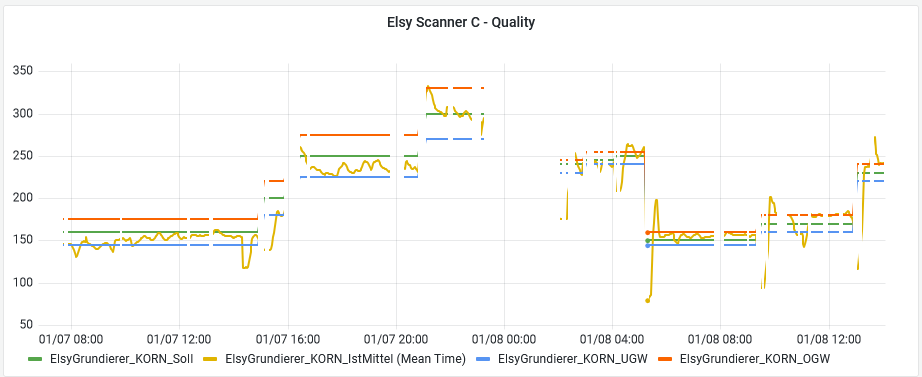 Elsy Scanner C - Quality
350
300
250
200
150
100
50
01/07 08:00 01/07 12:00 01/07 16:00 01/07 20:00 01/08 00:00 01/08 04:00 01/08 08:00 01/08 12:00
ElsyGrundierer_KORN_Soll ElsyGrundierer_KORN_IstMittel (Mean Time) ElsyGrundierer_KORN_UGW ElsyGrundierer_KORN_OGW